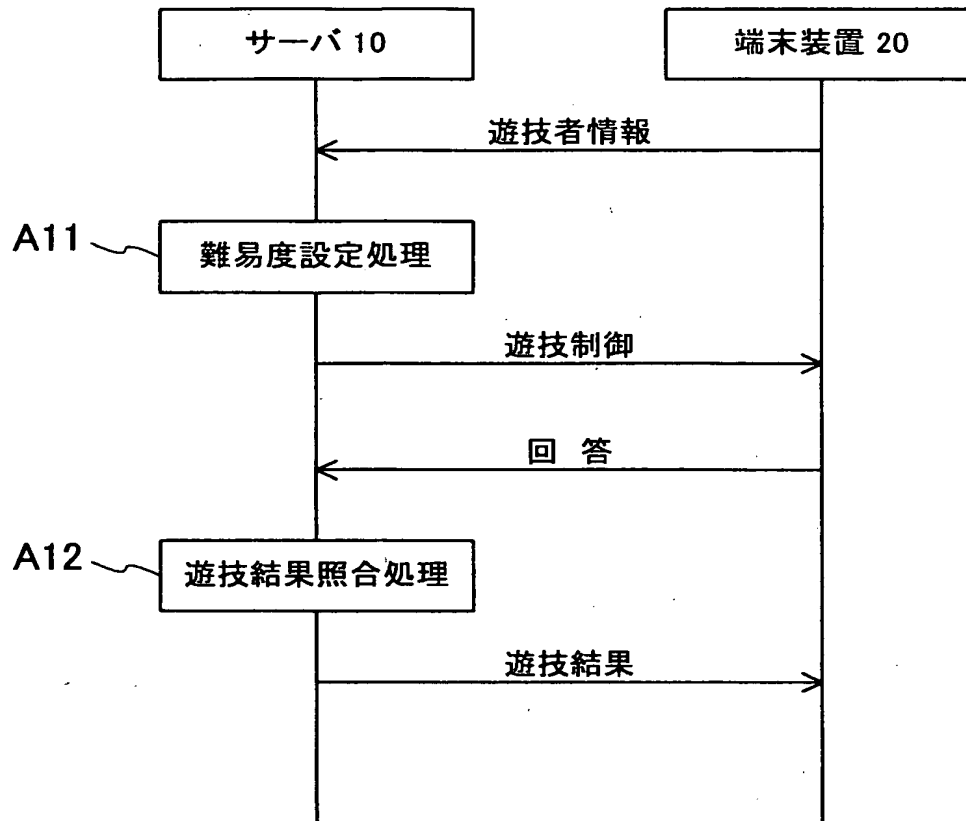 サーバ 10
端末装置 20
遊技者情報
A11
難易度設定処理
遊技制御
回 答
A12
遊技結果照合処理
遊技結果